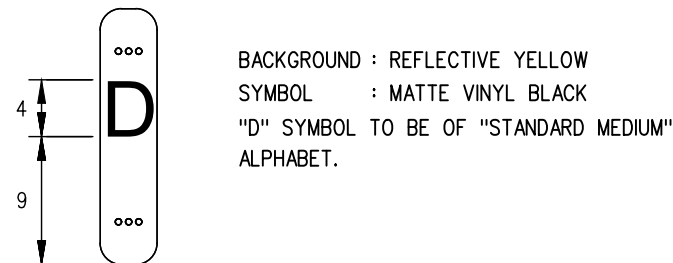 4
D
9
BACKGROUND : REFLECTIVE YELLOW
SYMBOL : MATTE VINYL BLACK
"D" SYMBOL TO BE OF "STANDARD MEDIUM"
ALPHABET.